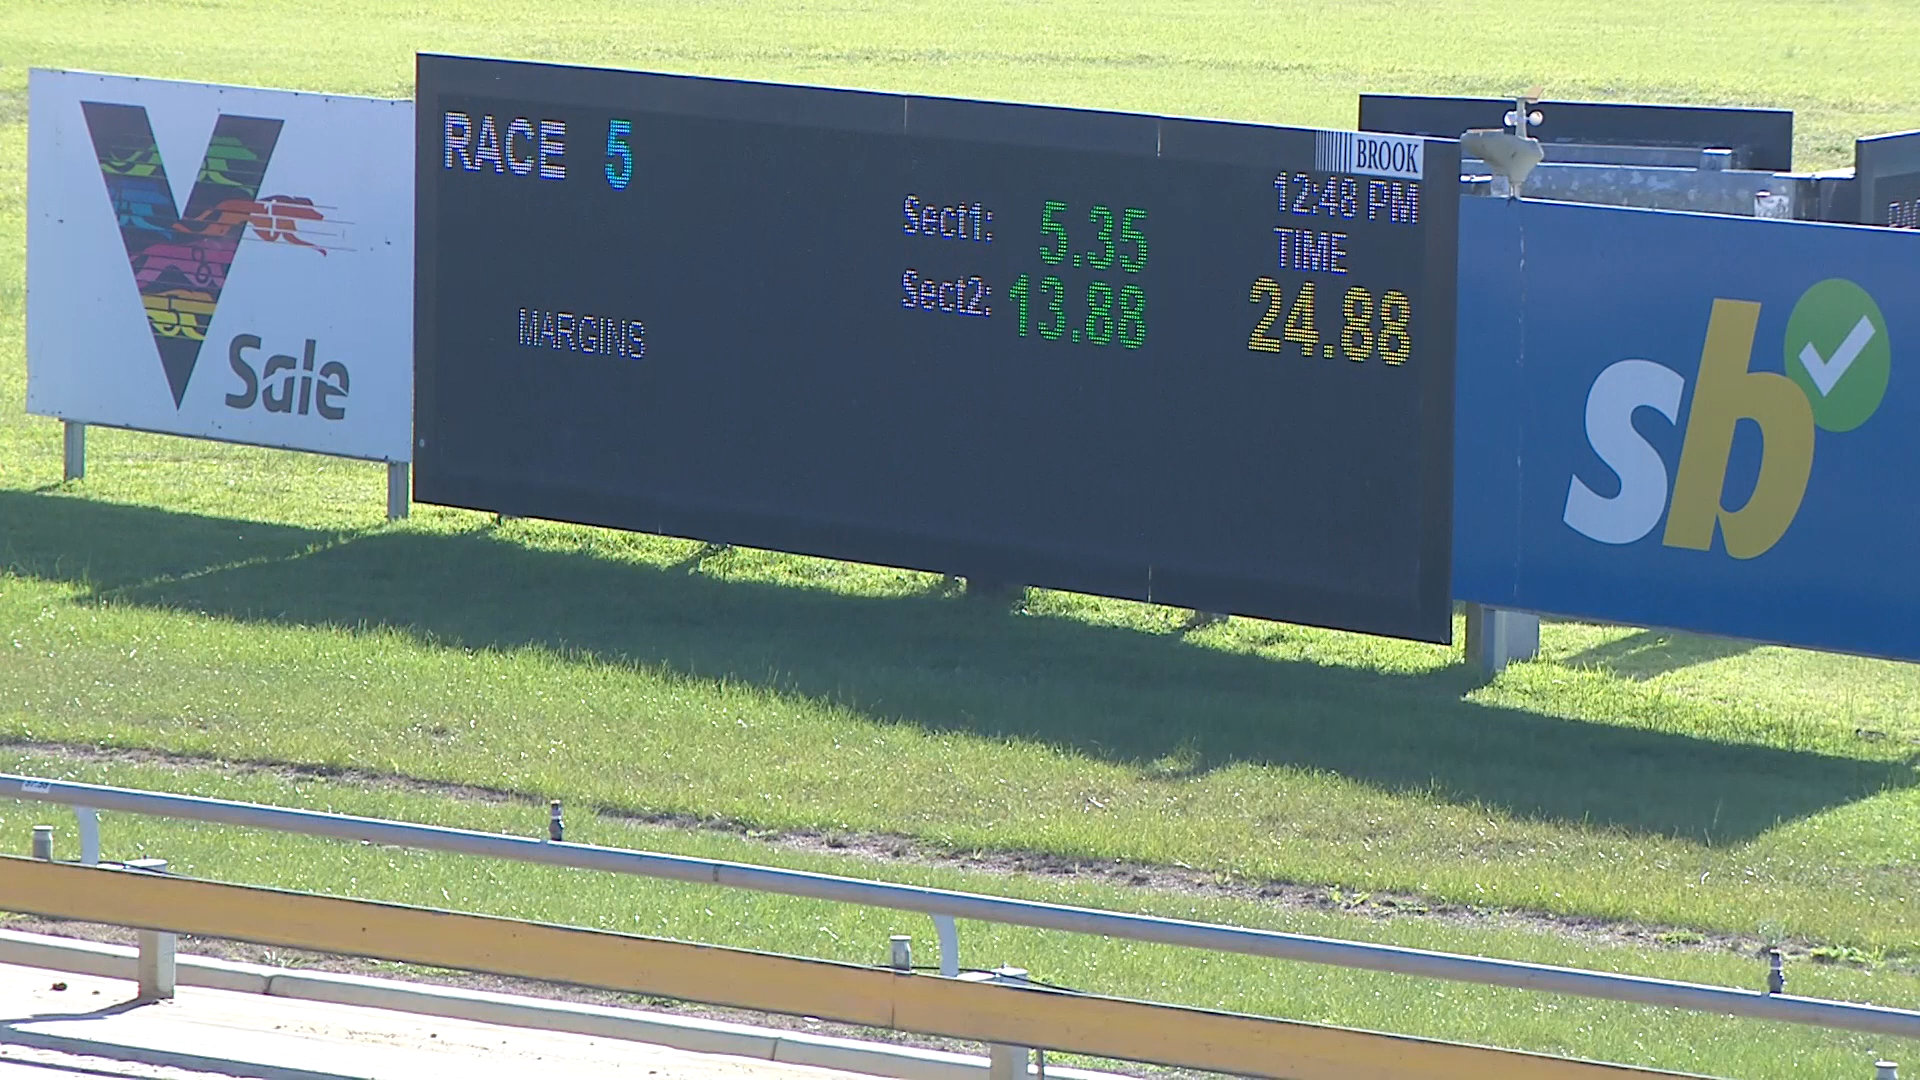 RACE 5
BROOK
12:48 PM
Sect1: 5.35
TIME
Sect2: 13.88
24.88
MARGINS
Sale
sb